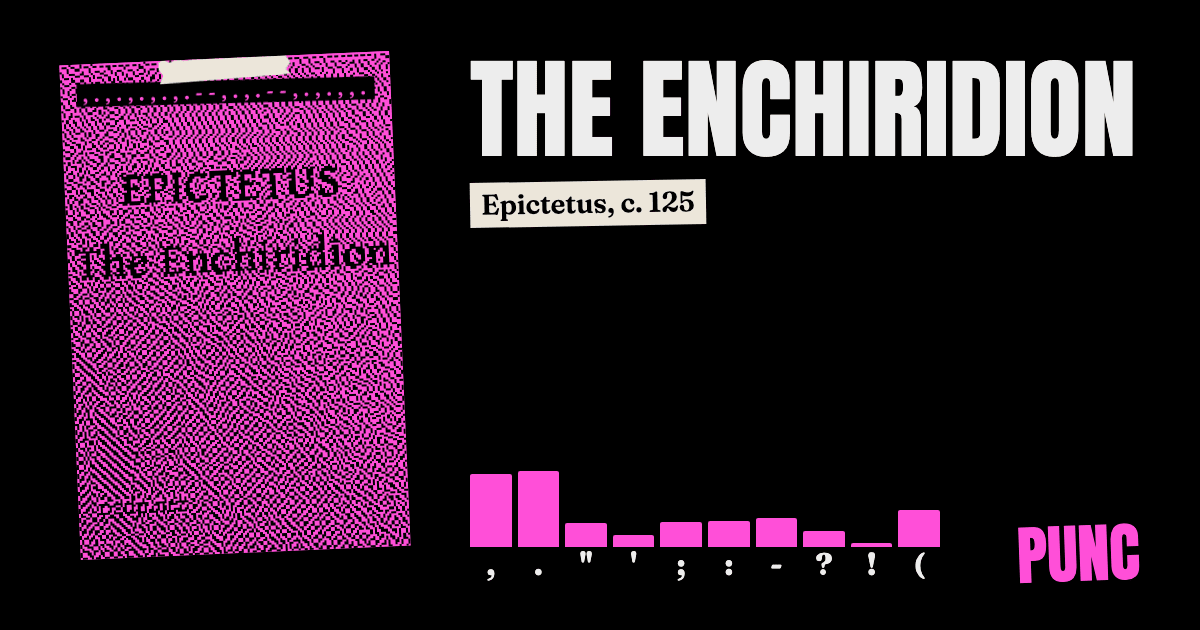 EPICTETUS
The Enchiridion
THE ENCHIRIDION
Epictetus, c. 125
, . " ' ; : - ? ! (
PUNC